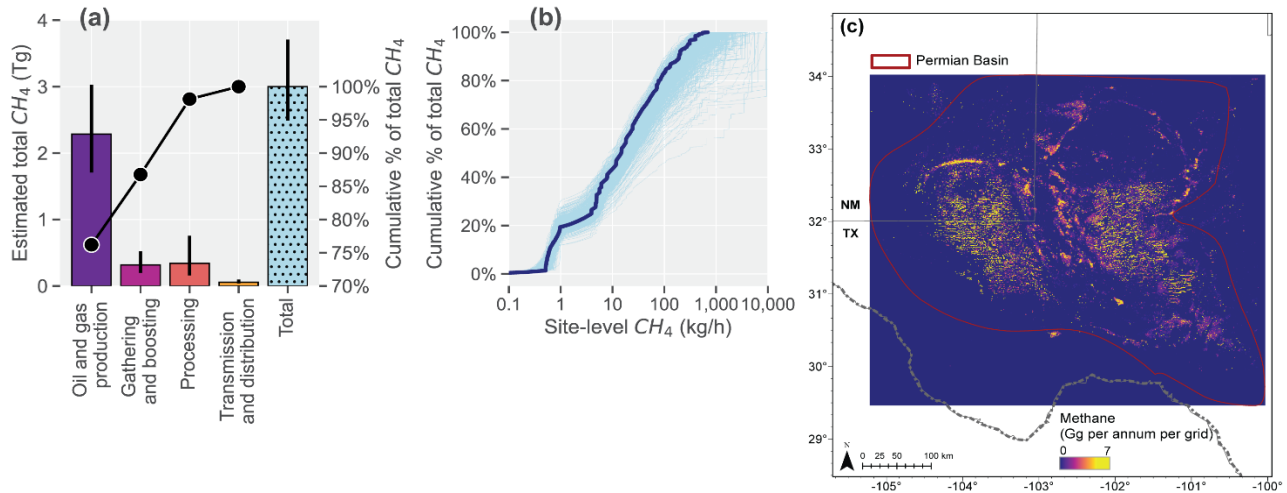 (a)
Estimated total CH₄ (Tg)
4
3
2
1
0
100%
95%
90%
85%
80%
75%
70%
Cumulative % of total CH₄
Oil and gas
production
Gathering
and boosting
Processing
Transmission
and distribution
Total
(b)
Cumulative % of total CH₄
100%
80%
60%
40%
20%
0%
0.1
1
10
100
1,000
10,000
Site-level CH₄ (kg/h)
(c)
Permian Basin
34°
33°
32°
31°
30°
29°
NM
TX
Methane
(Gg per annum per grid)
0 7
N
0 25 50 100 km
-105° -104° -103° -102° -101° -100°